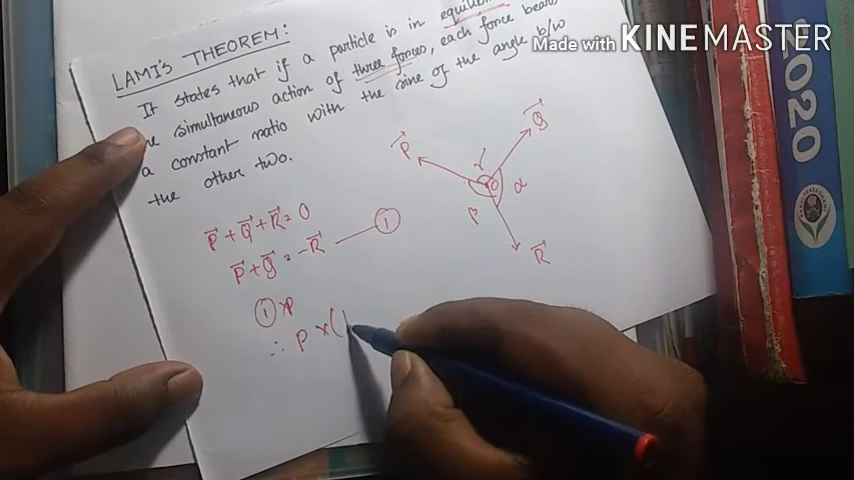 Made with KINEMASTER
LAMI'S THEOREM:
It states that if a particle is in
simultaneous action of three forces, each force bears
a constant ratio with the sine of the angle b/w
the other two.
P⃗ + Q⃗ + R⃗ = 0
P⃗ + Q⃗ = -R⃗ — ①
① × P
∴ P × (
P⃗
Q⃗
γ
α
O
β
R⃗
2020